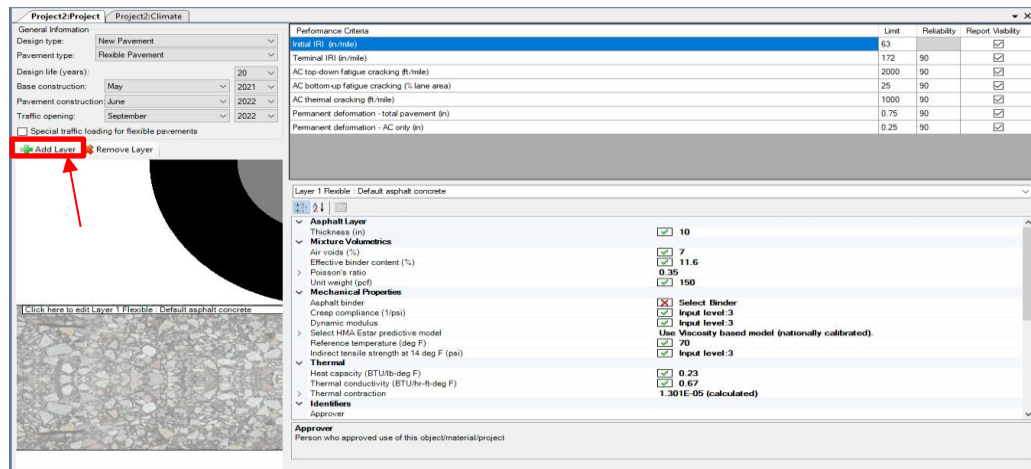 Project2:Project Project2:Climate
General Information
Design type: New Pavement
Pavement type: Flexible Pavement
Design life (years): 20
Base construction: May 2021
Pavement construction: June 2022
Traffic opening: September 2022
Special traffic loading for flexible pavements
Add Layer Remove Layer
Click here to edit Layer 1 Flexible : Default asphalt concrete
Performance Criteria Limit Reliability Report Visibility
Initial IRI (in/mile) 63
Terminal IRI (in/mile) 172 90
AC top-down fatigue cracking (ft/mile) 2000 90
AC bottom-up fatigue cracking (% lane area) 25 90
AC thermal cracking (ft/mile) 1000 90
Permanent deformation - total pavement (in) 0.75 90
Permanent deformation - AC only (in) 0.25 90
Layer 1 Flexible : Default asphalt concrete
Asphalt Layer
Thickness (in) 10
Mixture Volumetrics
Air voids (%) 7
Effective binder content (%) 11.6
Poisson's ratio 0.35
Unit weight (pcf) 150
Mechanical Properties
Asphalt binder Select Binder
Creep compliance (1/psi) Input level:3
Dynamic modulus Input level:3
Select HMA Estar predictive model Use Viscosity based model (nationally calibrated).
Reference temperature (deg F) 70
Indirect tensile strength at 14 deg F (psi) Input level:3
Thermal
Heat capacity (BTU/lb-deg F) 0.23
Thermal conductivity (BTU/hr-ft-deg F) 0.67
Thermal contraction 1.301E-05 (calculated)
Identifiers
Approver
Approver
Person who approved use of this object/material/project